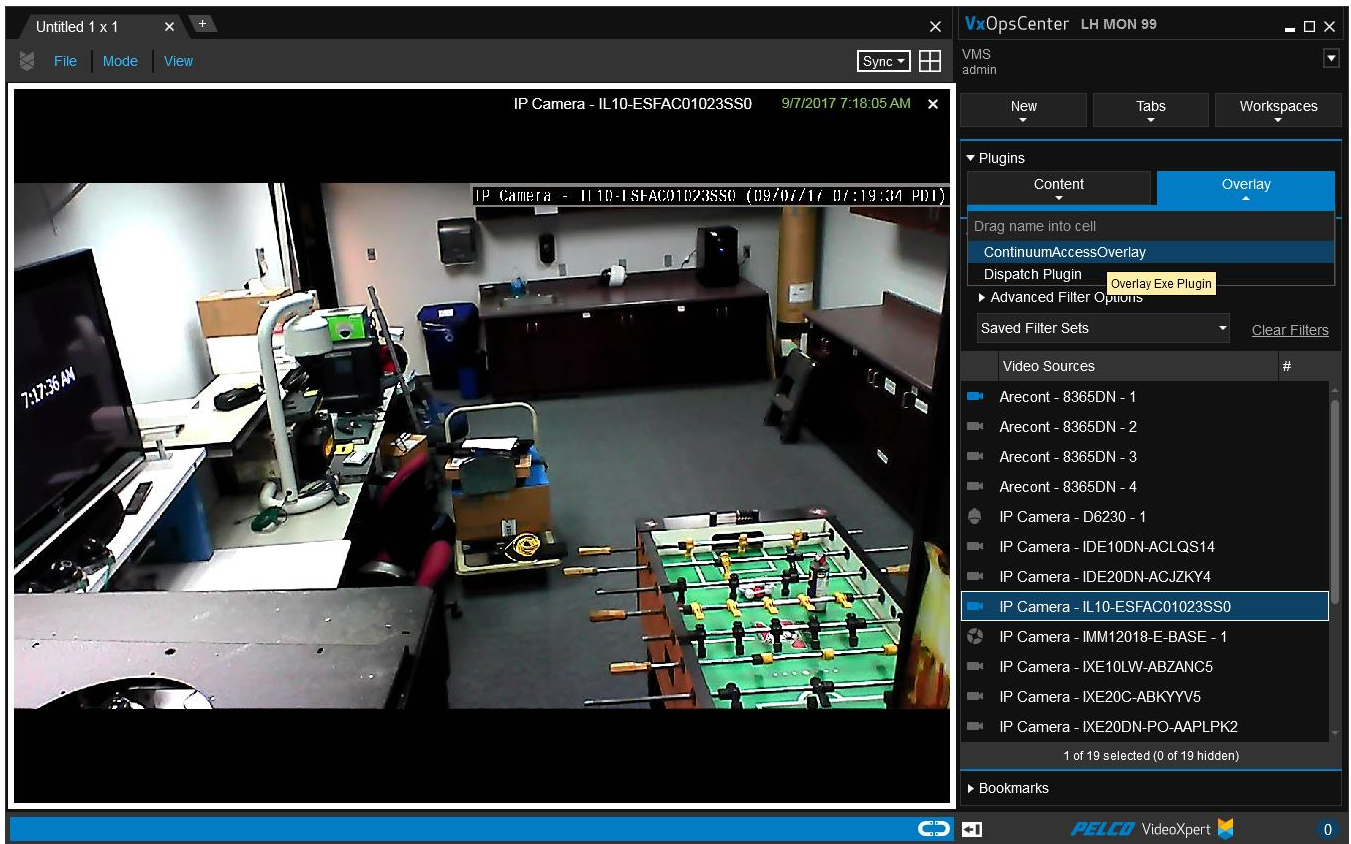 Untitled 1 x 1
+
File
Mode
View
Sync
IP Camera - IL10-ESFAC01023SS0
9/7/2017 7:18:05 AM
IP Camera - IL10-ESFAC01023SS0 (09/07/17 07:19:34 PDT)
7:17:36 AM
VxOpsCenter LH MON 99
VMS
admin
New
Tabs
Workspaces
Plugins
Content
Overlay
Drag name into cell
ContinuumAccessOverlay
Dispatch Plugin
Overlay Exe Plugin
Advanced Filter Options
Saved Filter Sets
Clear Filters
Video Sources
#
Arecont - 8365DN - 1
Arecont - 8365DN - 2
Arecont - 8365DN - 3
Arecont - 8365DN - 4
IP Camera - D6230 - 1
IP Camera - IDE10DN-ACLQS14
IP Camera - IDE20DN-ACJZKY4
IP Camera - IL10-ESFAC01023SS0
IP Camera - IMM12018-E-BASE - 1
IP Camera - IXE10LW-ABZANC5
IP Camera - IXE20C-ABKYYV5
IP Camera - IXE20DN-PO-AAPLPK2
1 of 19 selected (0 of 19 hidden)
Bookmarks
PELCO VideoXpert
0